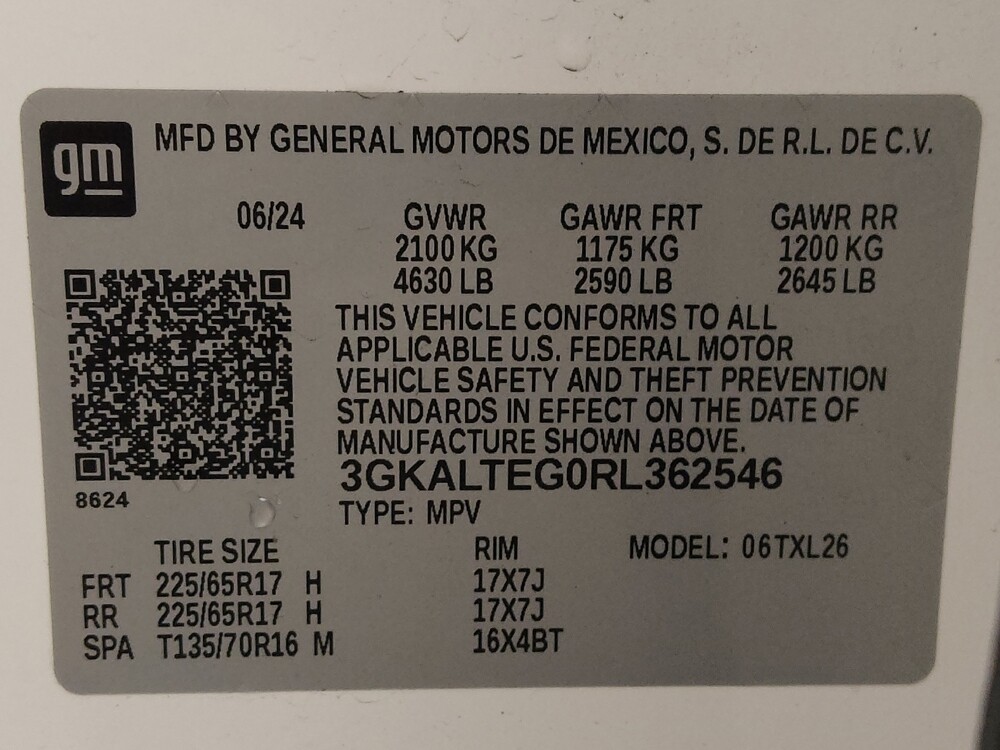 gm
MFD BY GENERAL MOTORS DE MEXICO, S. DE R.L. DE C.V.
06/24 GVWR GAWR FRT GAWR RR
2100 KG 1175 KG 1200 KG
4630 LB 2590 LB 2645 LB
THIS VEHICLE CONFORMS TO ALL
APPLICABLE U.S. FEDERAL MOTOR
VEHICLE SAFETY AND THEFT PREVENTION
STANDARDS IN EFFECT ON THE DATE OF
MANUFACTURE SHOWN ABOVE.
3GKALTEG0RL362546
8624
TYPE: MPV
TIRE SIZE RIM MODEL: 06TXL26
FRT 225/65R17 H 17X7J
RR 225/65R17 H 17X7J
SPA T135/70R16 M 16X4BT